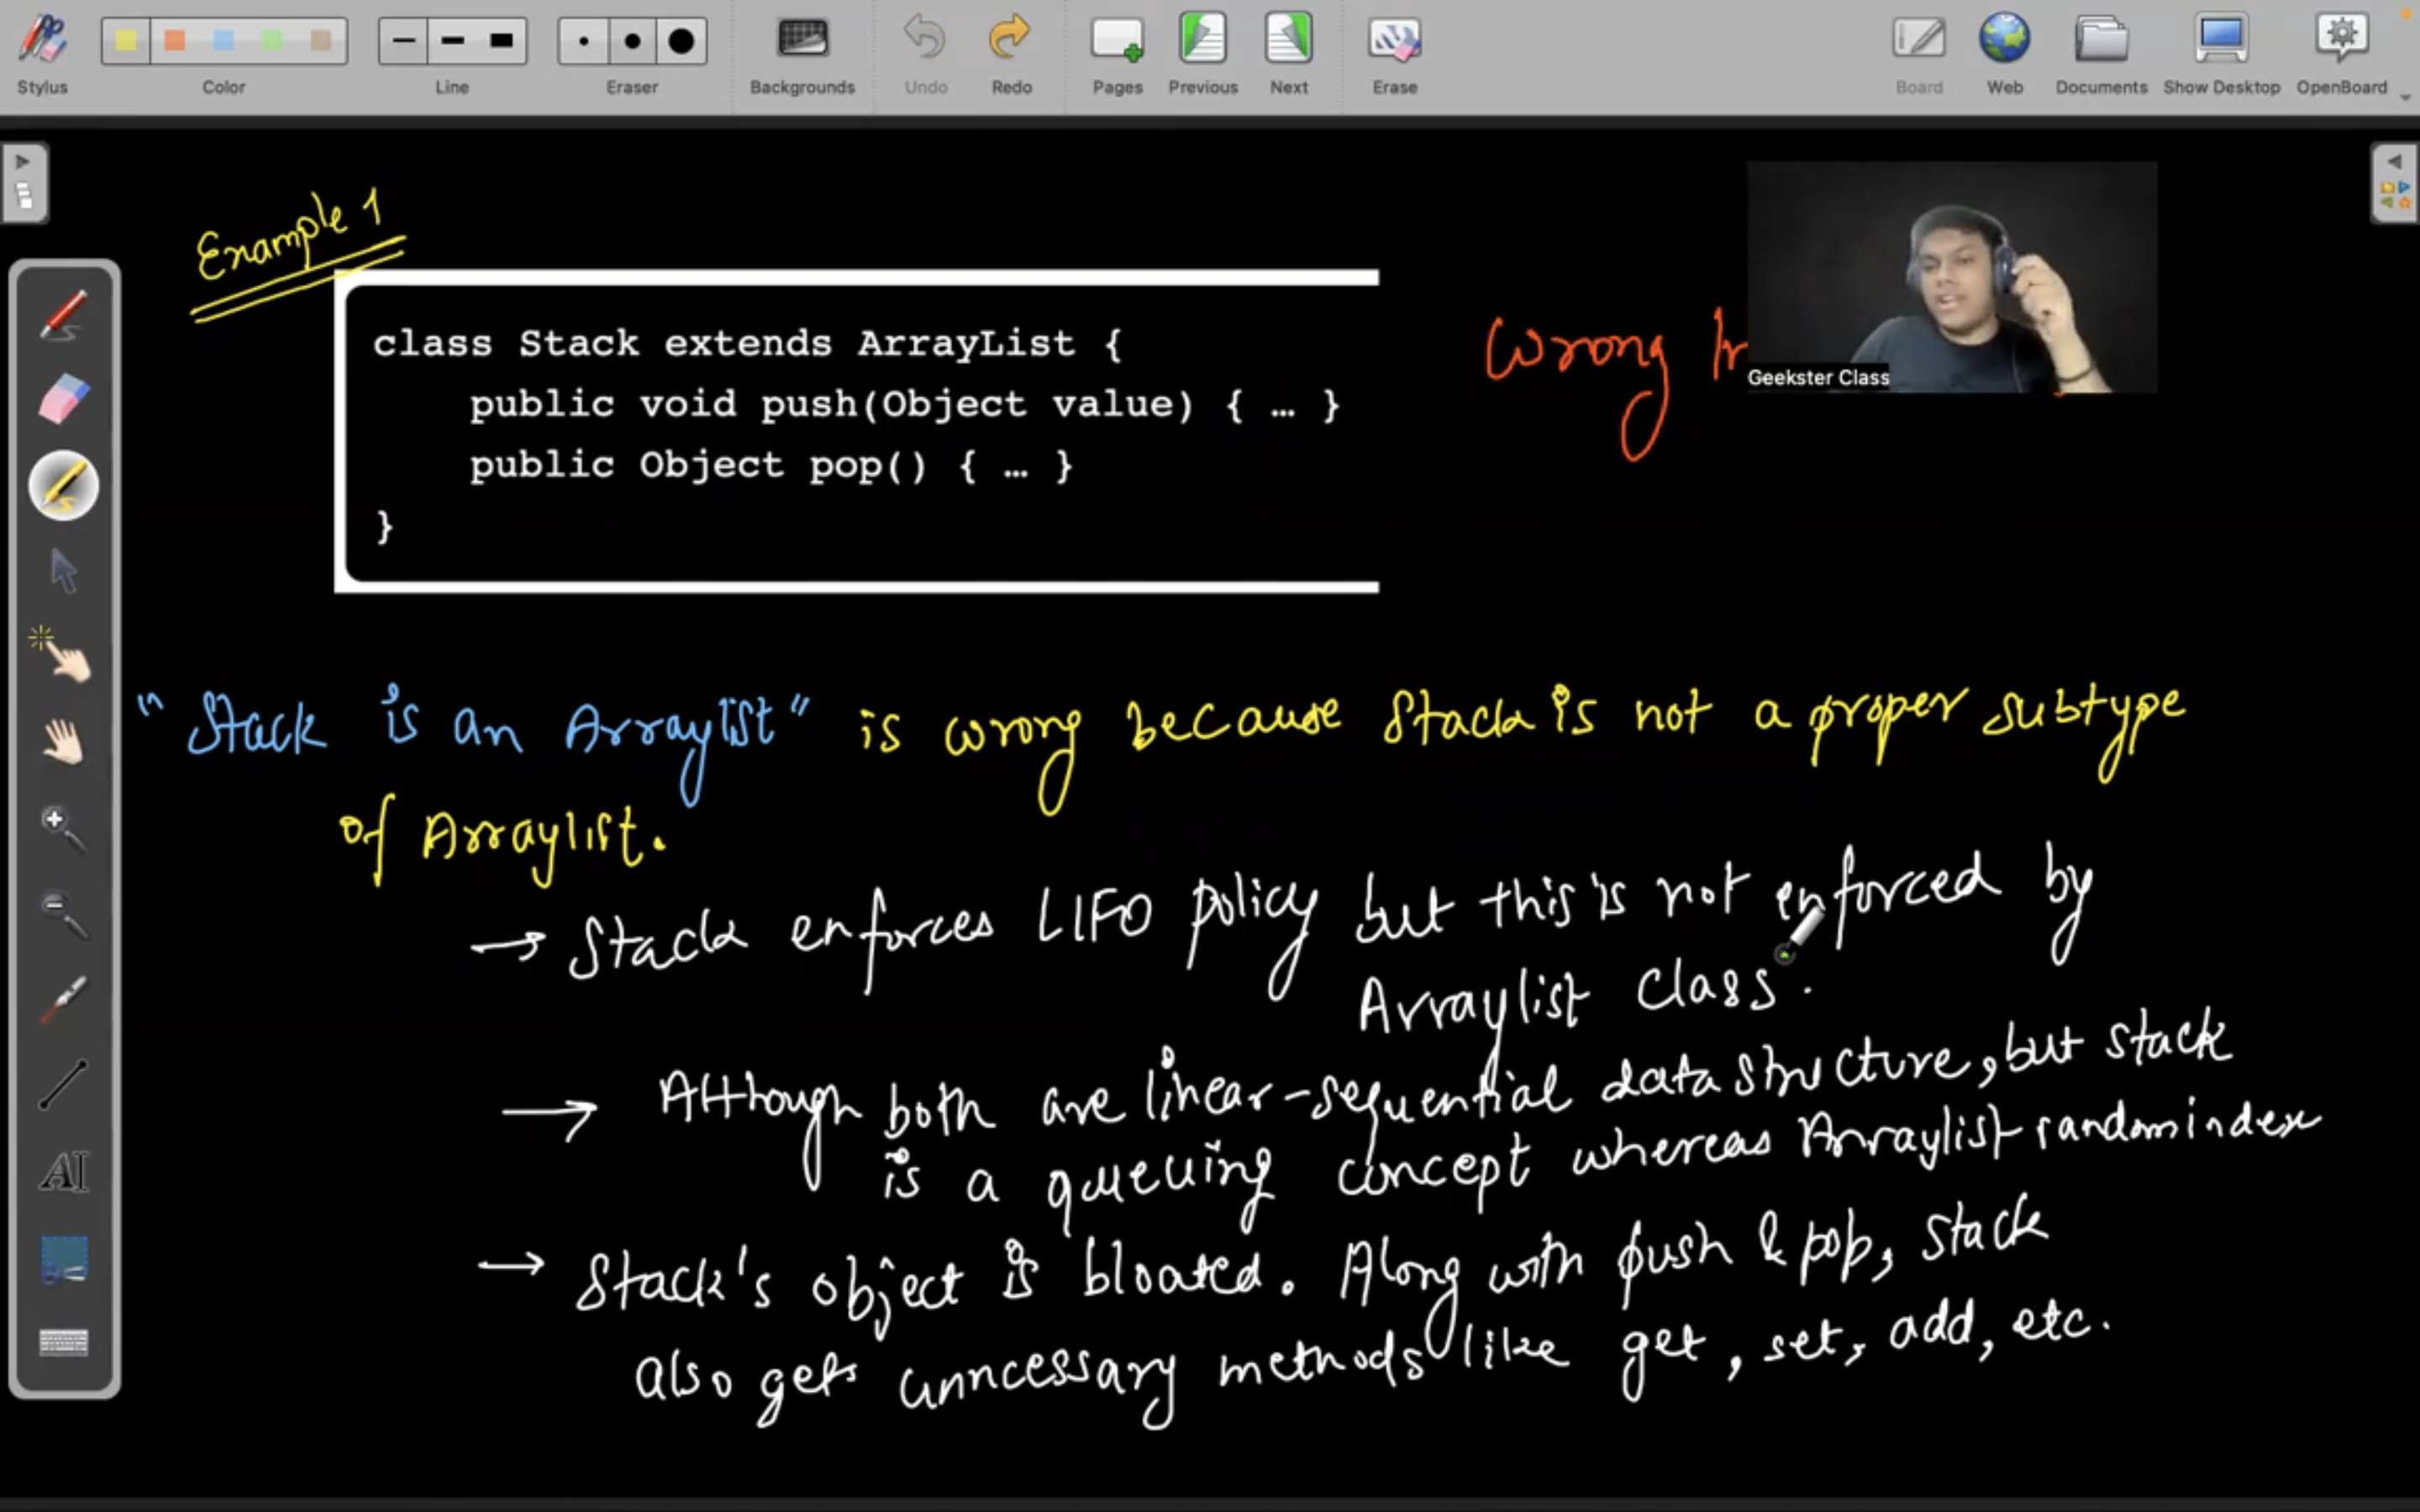 Stylus
Color
Line
Eraser
Backgrounds
Undo
Redo
Pages
Previous
Next
Erase
Board
Web
Documents
Show Desktop
OpenBoard
Example 1
class Stack extends ArrayList {
public void push(Object value) { … }
public Object pop() { … }
}
Wrong
Geekster Class
"Stack is an Arraylist" is wrong because Stack is not a proper subtype
of Arraylist.
→ Stack enforces LIFO policy but this is not enforced by
Arraylist class.
→ Although both are linear-sequential data structure, but stack
is a queuing concept whereas Arraylist-random index
→ Stack's object is bloated. Along with push & pop, Stack
also gets unncessary methods like get, set, add, etc.
AI